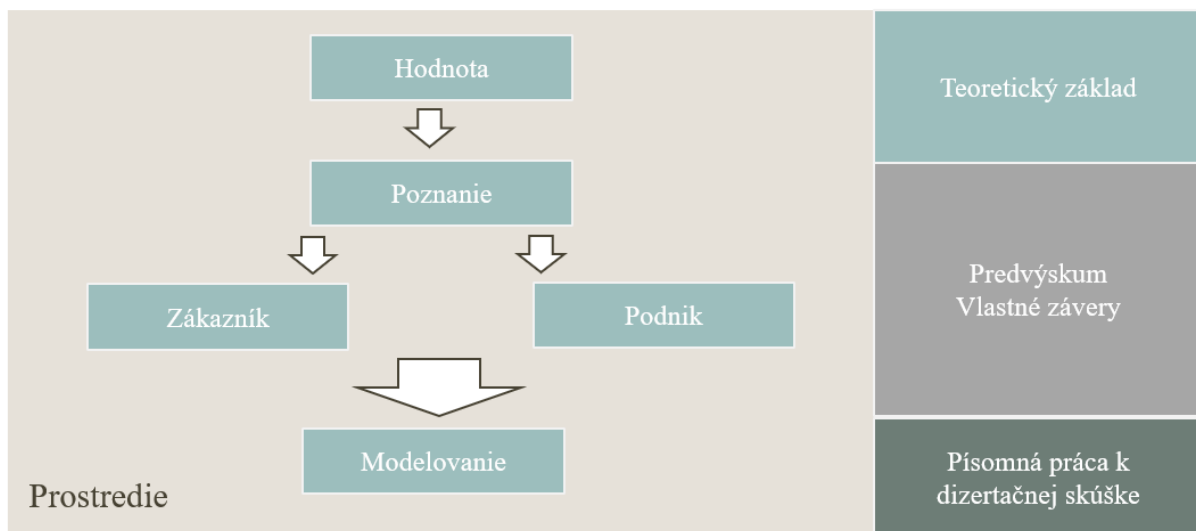 Hodnota
Poznanie
Zákazník
Podnik
Modelovanie
Prostredie
Teoretický základ
Predvýskum
Vlastné závery
Písomná práca k
dizertačnej skúške